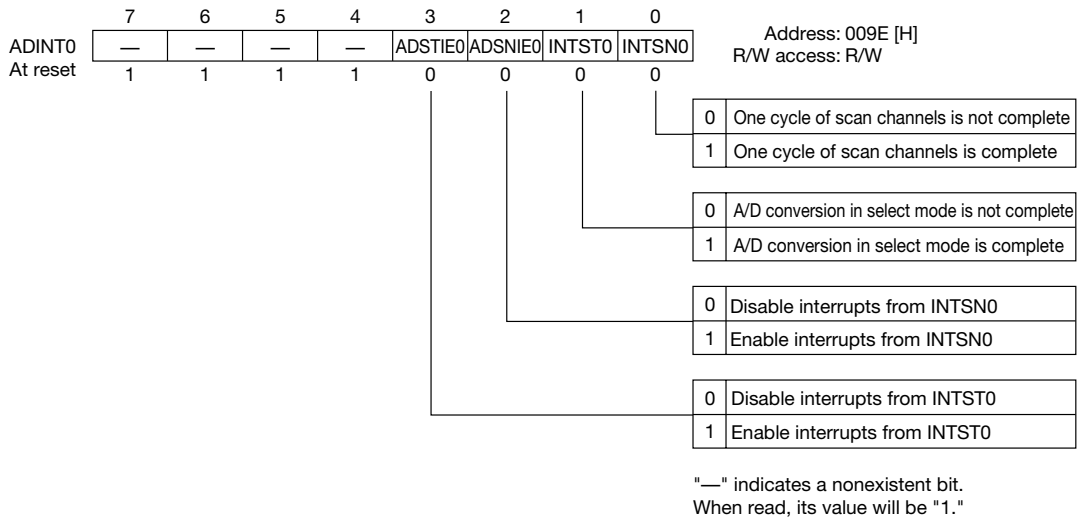 7 6 5 4 3 2 1 0
ADINT0 — — — — ADSTIE0 ADSNIE0 INTST0 INTSN0
At reset 1 1 1 1 0 0 0 0
Address: 009E [H]
R/W access: R/W
0 One cycle of scan channels is not complete
1 One cycle of scan channels is complete
0 A/D conversion in select mode is not complete
1 A/D conversion in select mode is complete
0 Disable interrupts from INTSN0
1 Enable interrupts from INTSN0
0 Disable interrupts from INTST0
1 Enable interrupts from INTST0
"—" indicates a nonexistent bit.
When read, its value will be "1."